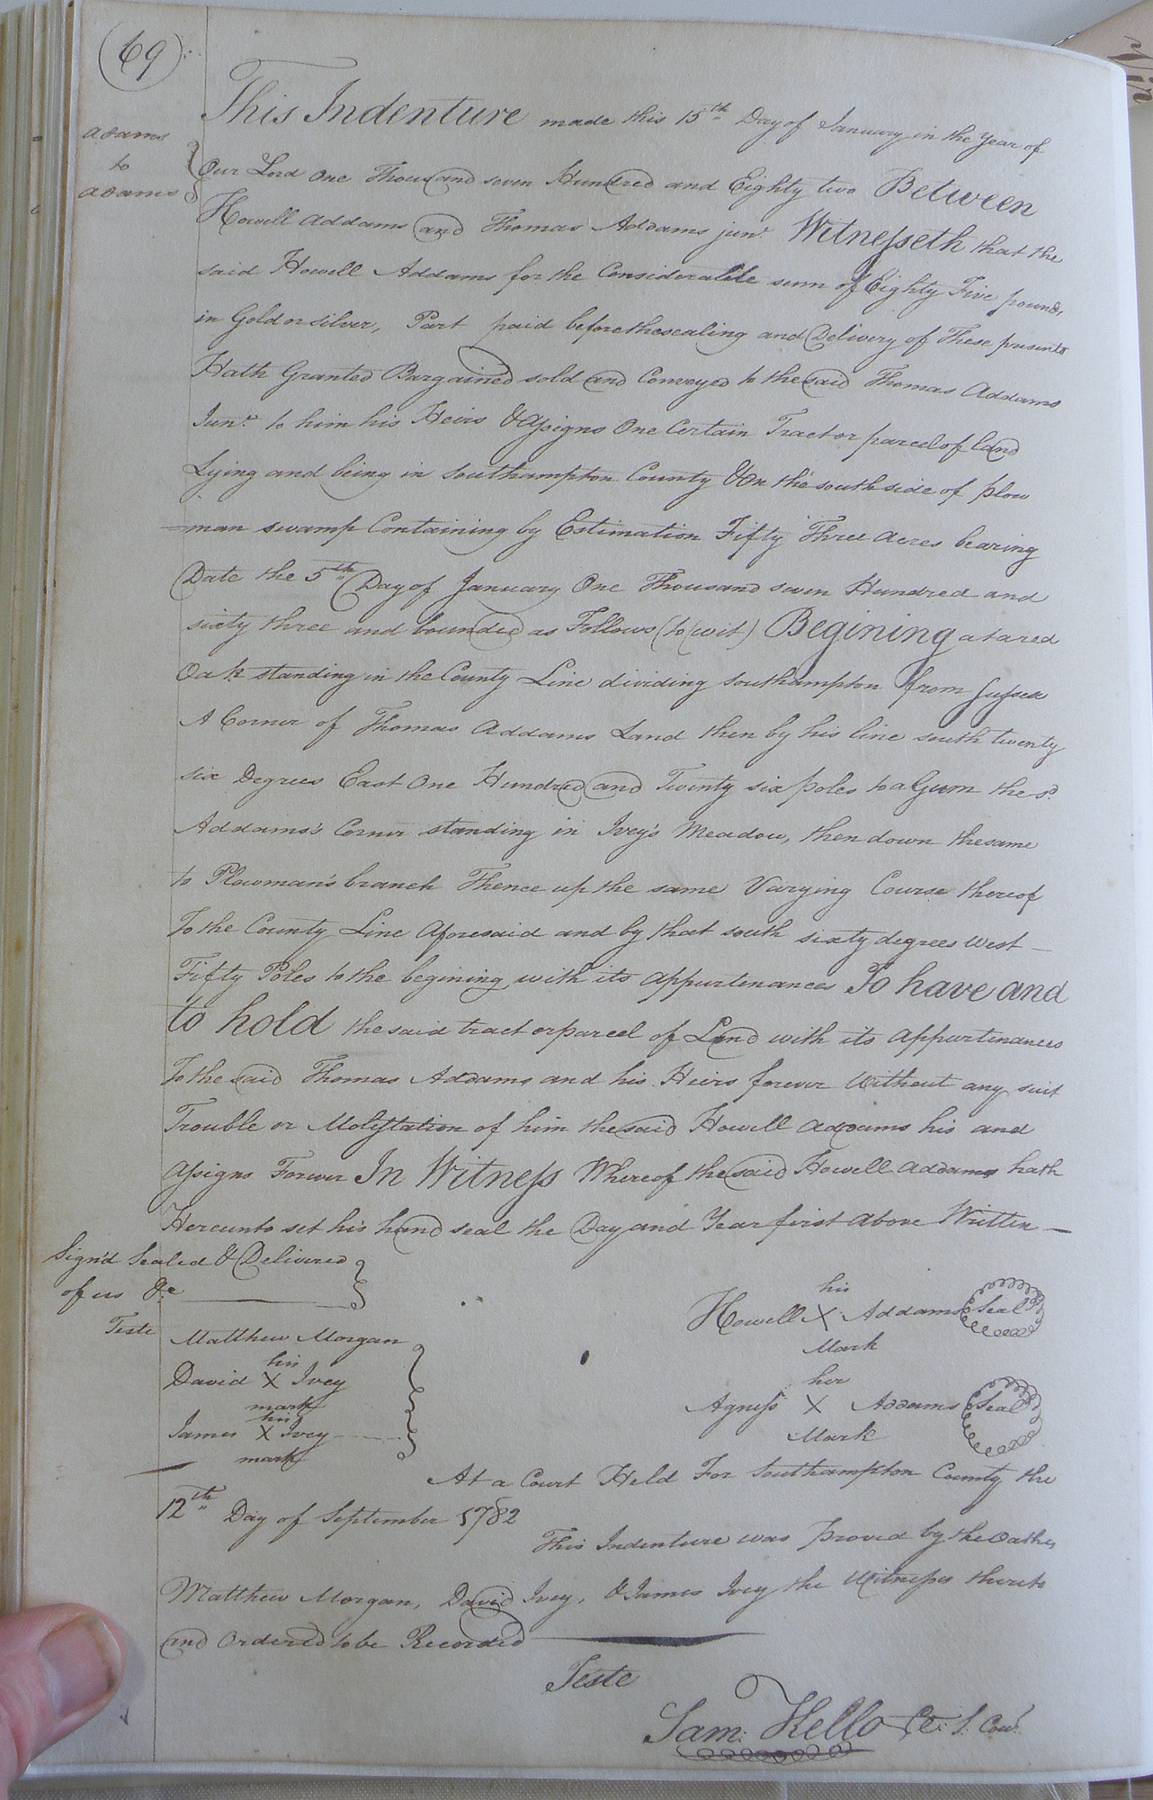 69
Adams
to
Adams
This Indenture made this 15th Day of January in the Year of
Our Lord One Thousand seven Hundred and Eighty two Between
Howell Addams and Thomas Addams junr. Witnesseth that the
said Howell Addams for the Considerable sum of Eighty Five pounds,
in Gold or silver, Part paid before the sealing and Delivery of These presents
Hath Granted Bargained sold and Conveyed to the said Thomas Addams
Junr. to him his Heirs & Assigns One Certain Tract or parcel of land
Lying and being in Southampton County & On the south side of plow
man swamp Containing by Estimation Fifty Three Acres bearing
Date the 5th Day of January One Thousand seven Hundred and
sixty three and bounded as Follows (to wit) Begining at a red
Oak standing in the County Line dividing Southampton from Sussex
A Corner of Thomas Addams Land then by his line south twenty
six Degrees East One Hundred and Twenty six poles to a Gum the sd.
Addams's Corner standing in Ivey's Meadow, then down the same
to Plowman's branch Thence up the same Varying Course thereof
To the County Line Aforesaid and by that south sixty degrees West
Fifty Poles to the begining with its appurtenances To have and
to hold the said tract or parcel of Land with its Appurtinances
To the said Thomas Addams and his Heirs forever Without any suit
Trouble or Molestation of him the said Howell Addams his and
Assigns Forever In Witness Whereof the said Howell Addams hath
Hereunto set his hand seal the Day and Year first Above Written
Sign'd Sealed & Delivered
of us &c
Teste Matthew Morgan
his
David X Ivey
mark
his
James X Ivey
mark
his
Howell X Addams Seal
Mark
her
Agness X Addams Seal
Mark
At a Court Held For Southampton County the
12th Day of September 1782
This Indenture was proved by the Oaths
Matthew Morgan, David Ivey, & James Ivey the Witnesses thereto
and Ordered to be Recorded
Teste
Sam: Kello Cl: S. Cou.